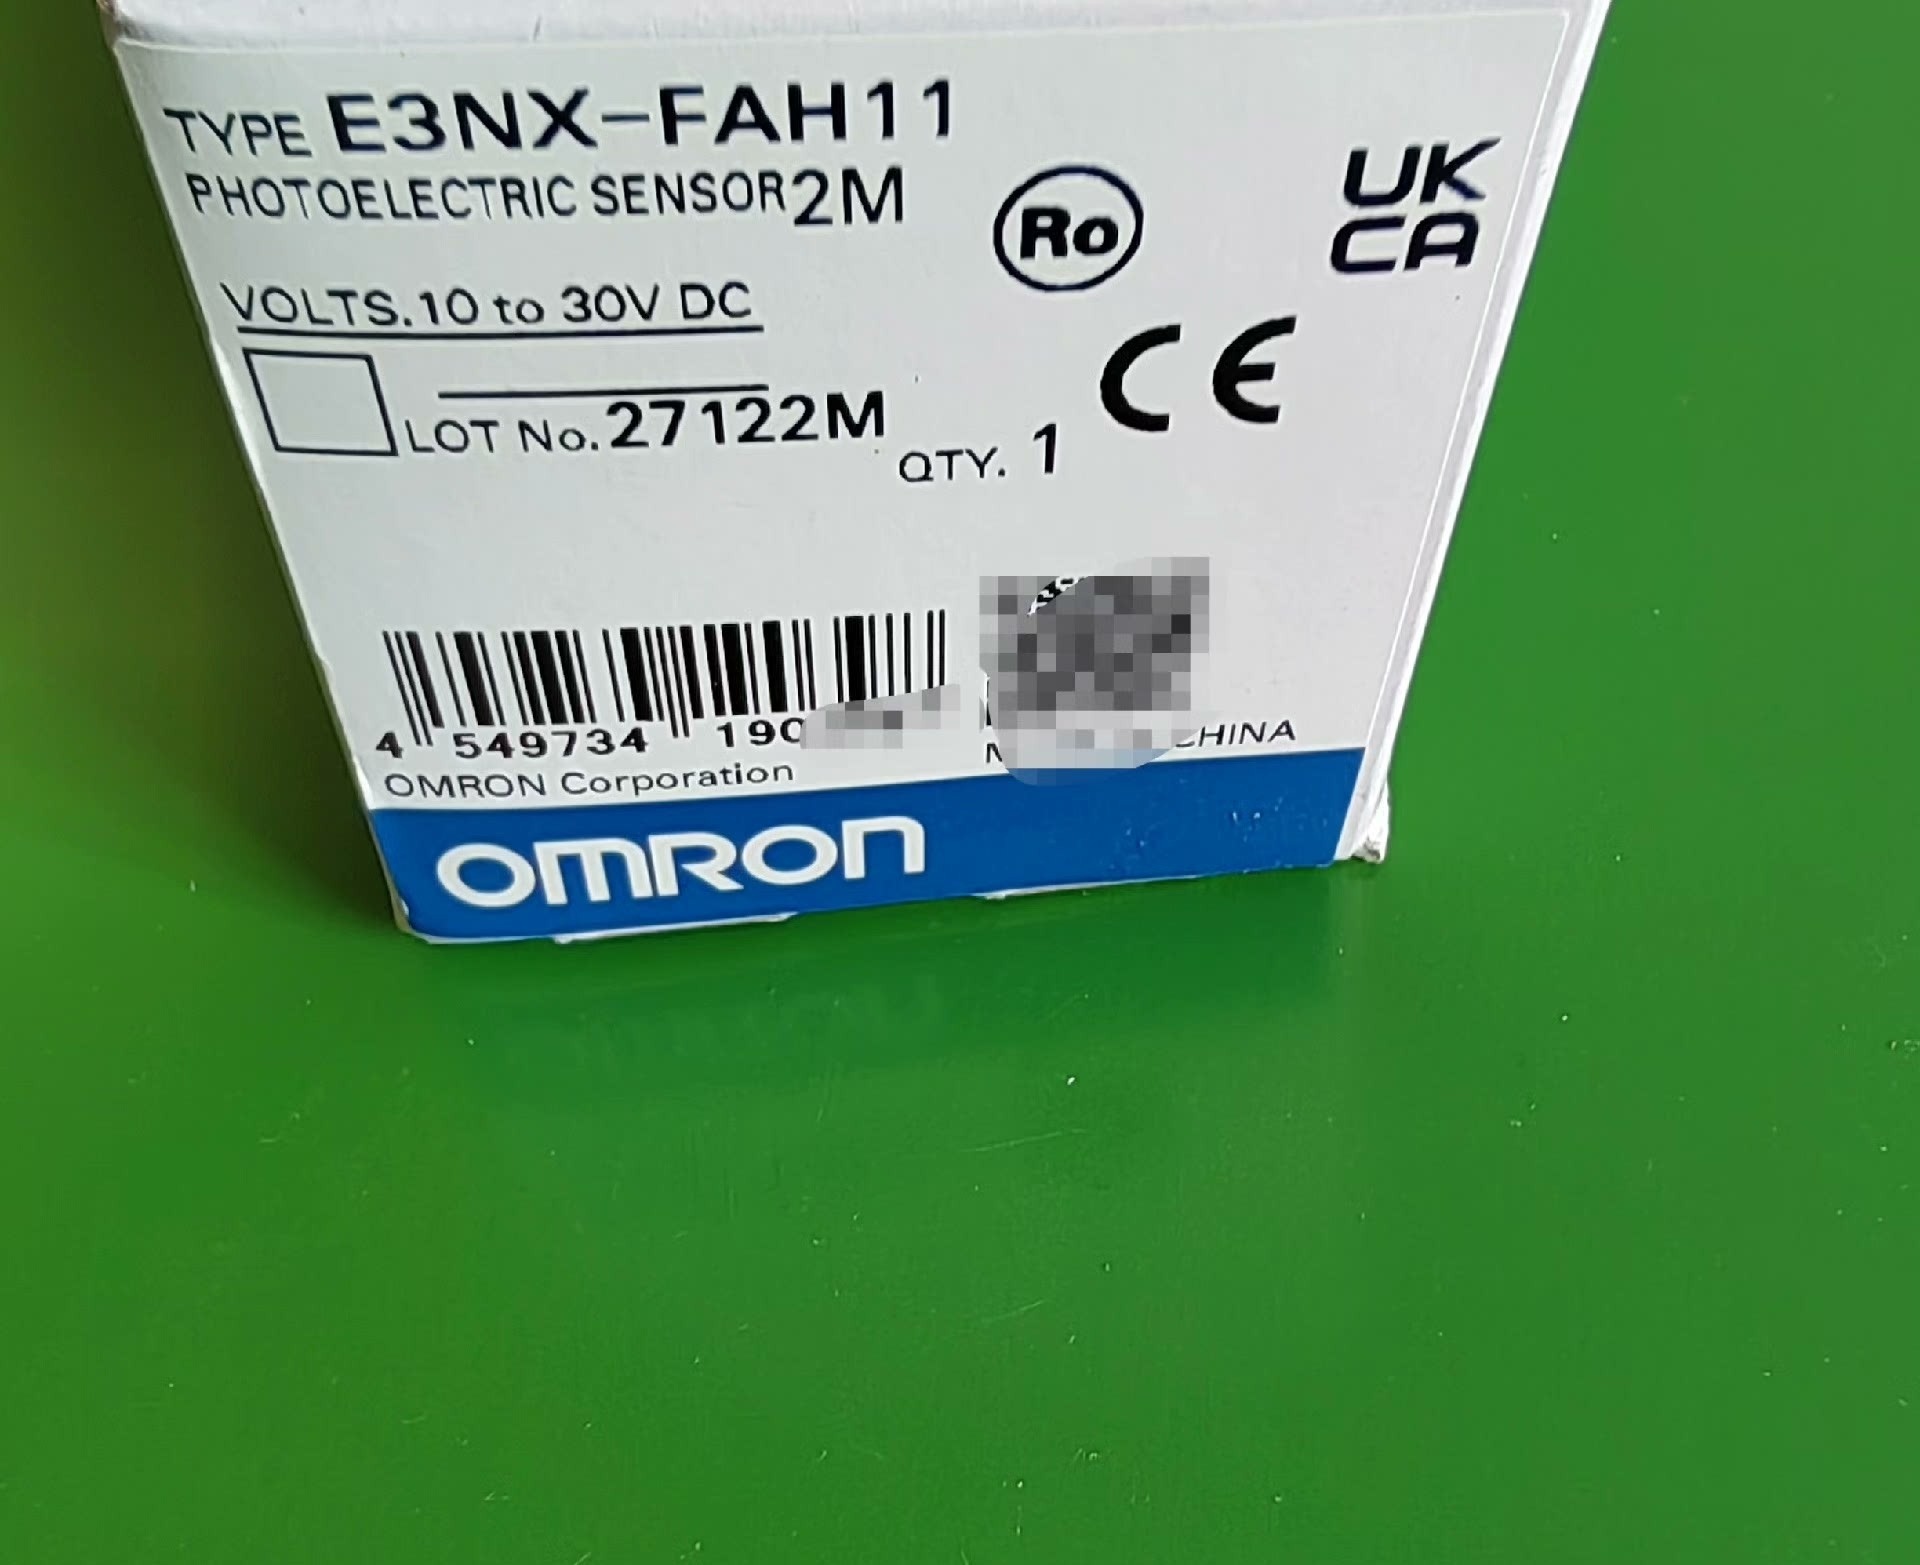 TYPE E3NX-FAH11
PHOTOELECTRIC SENSOR 2M
Ro
UK
CA
VOLTS. 10 to 30V DC
CE
LOT No. 27122M
QTY. 1
4 549734 190
CHINA
OMRON Corporation
OMRON